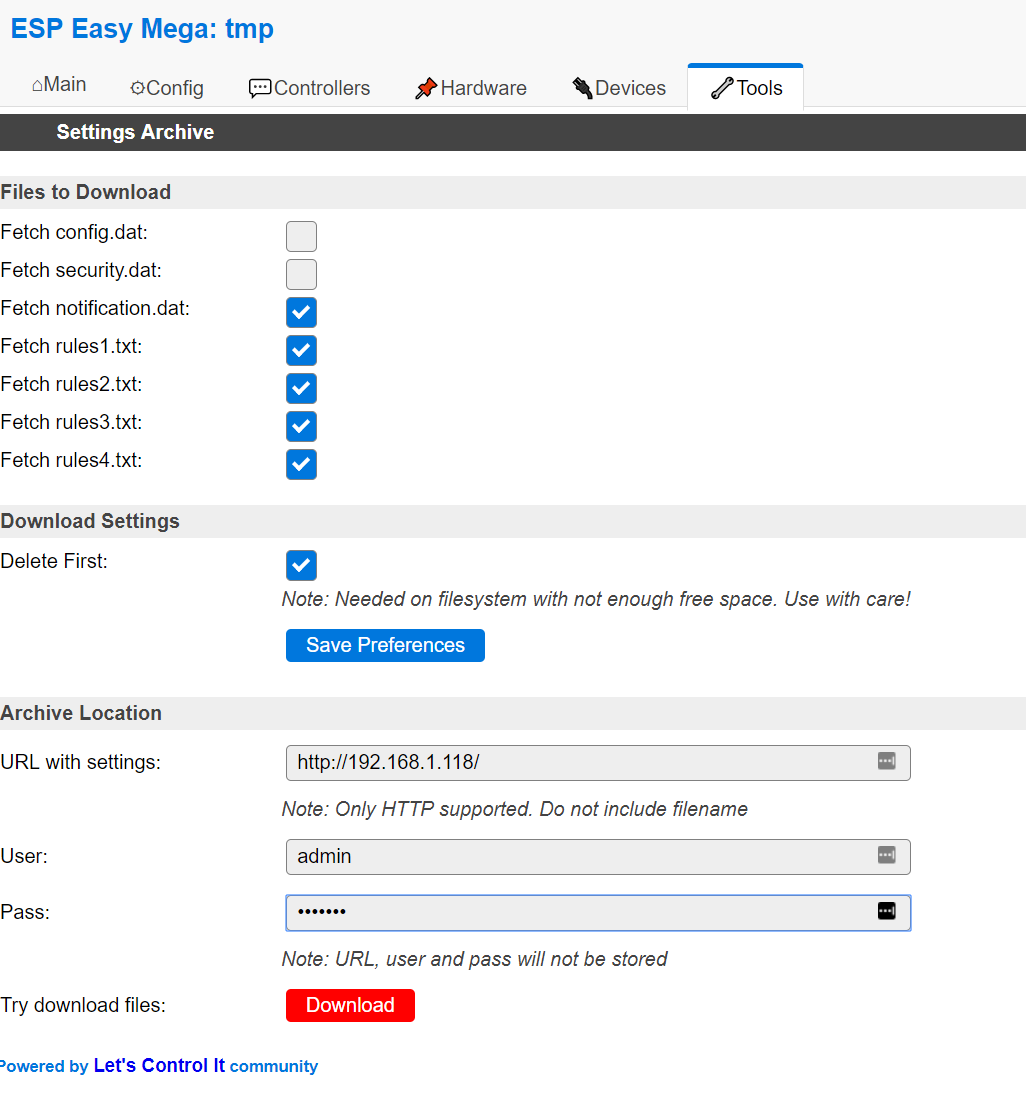 ESP Easy Mega: tmp
⌂Main
⚙Config
Controllers
Hardware
Devices
Tools
Settings Archive
Files to Download
Fetch config.dat:
Fetch security.dat:
Fetch notification.dat:
Fetch rules1.txt:
Fetch rules2.txt:
Fetch rules3.txt:
Fetch rules4.txt:
Download Settings
Delete First:
Note: Needed on filesystem with not enough free space. Use with care!
Save Preferences
Archive Location
URL with settings: http://192.168.1.118/
Note: Only HTTP supported. Do not include filename
User: admin
Pass: •••••••
Note: URL, user and pass will not be stored
Try download files: Download
Powered by Let's Control It community